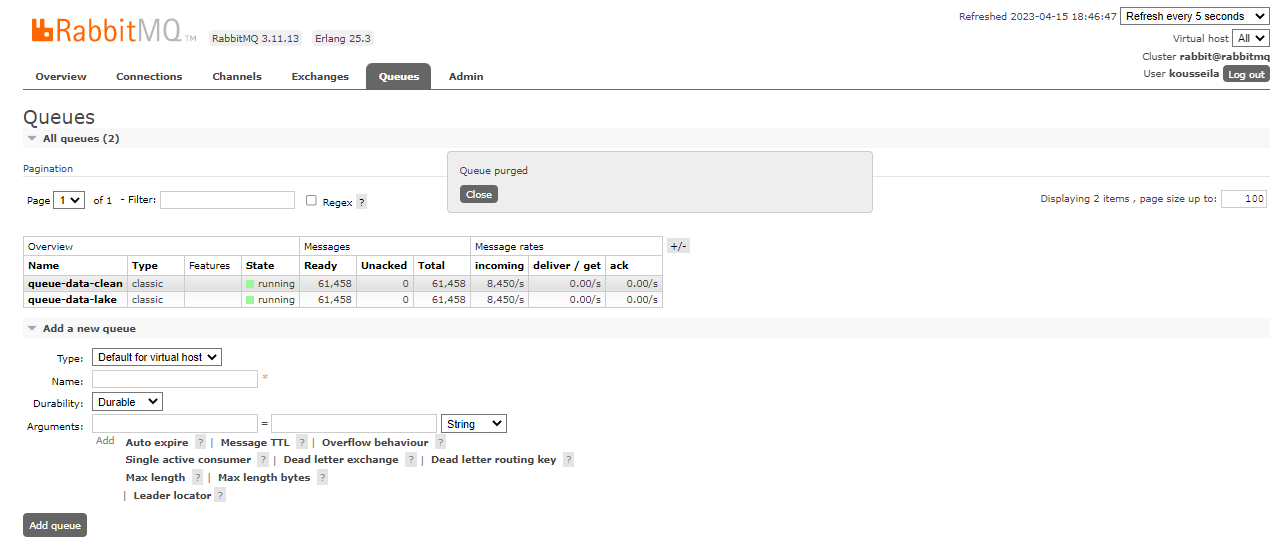 RabbitMQ TM RabbitMQ 3.11.13 Erlang 25.3
Refreshed 2023-04-15 18:46:47 Refresh every 5 seconds
Virtual host All
Cluster rabbit@rabbitmq
User kousseila Log out
Overview Connections Channels Exchanges Queues Admin
Queues
All queues (2)
Pagination
Queue purged
Close
Page 1 of 1 - Filter: Regex ?
Displaying 2 items , page size up to: 100
Overview Messages Message rates +/-
Name Type Features State Ready Unacked Total incoming deliver / get ack
queue-data-clean classic running 61,458 0 61,458 8,450/s 0.00/s 0.00/s
queue-data-lake classic running 61,458 0 61,458 8,450/s 0.00/s 0.00/s
Add a new queue
Type: Default for virtual host
Name: *
Durability: Durable
Arguments: = String
Add Auto expire ? | Message TTL ? | Overflow behaviour ?
Single active consumer ? | Dead letter exchange ? | Dead letter routing key ?
Max length ? | Max length bytes ?
| Leader locator ?
Add queue